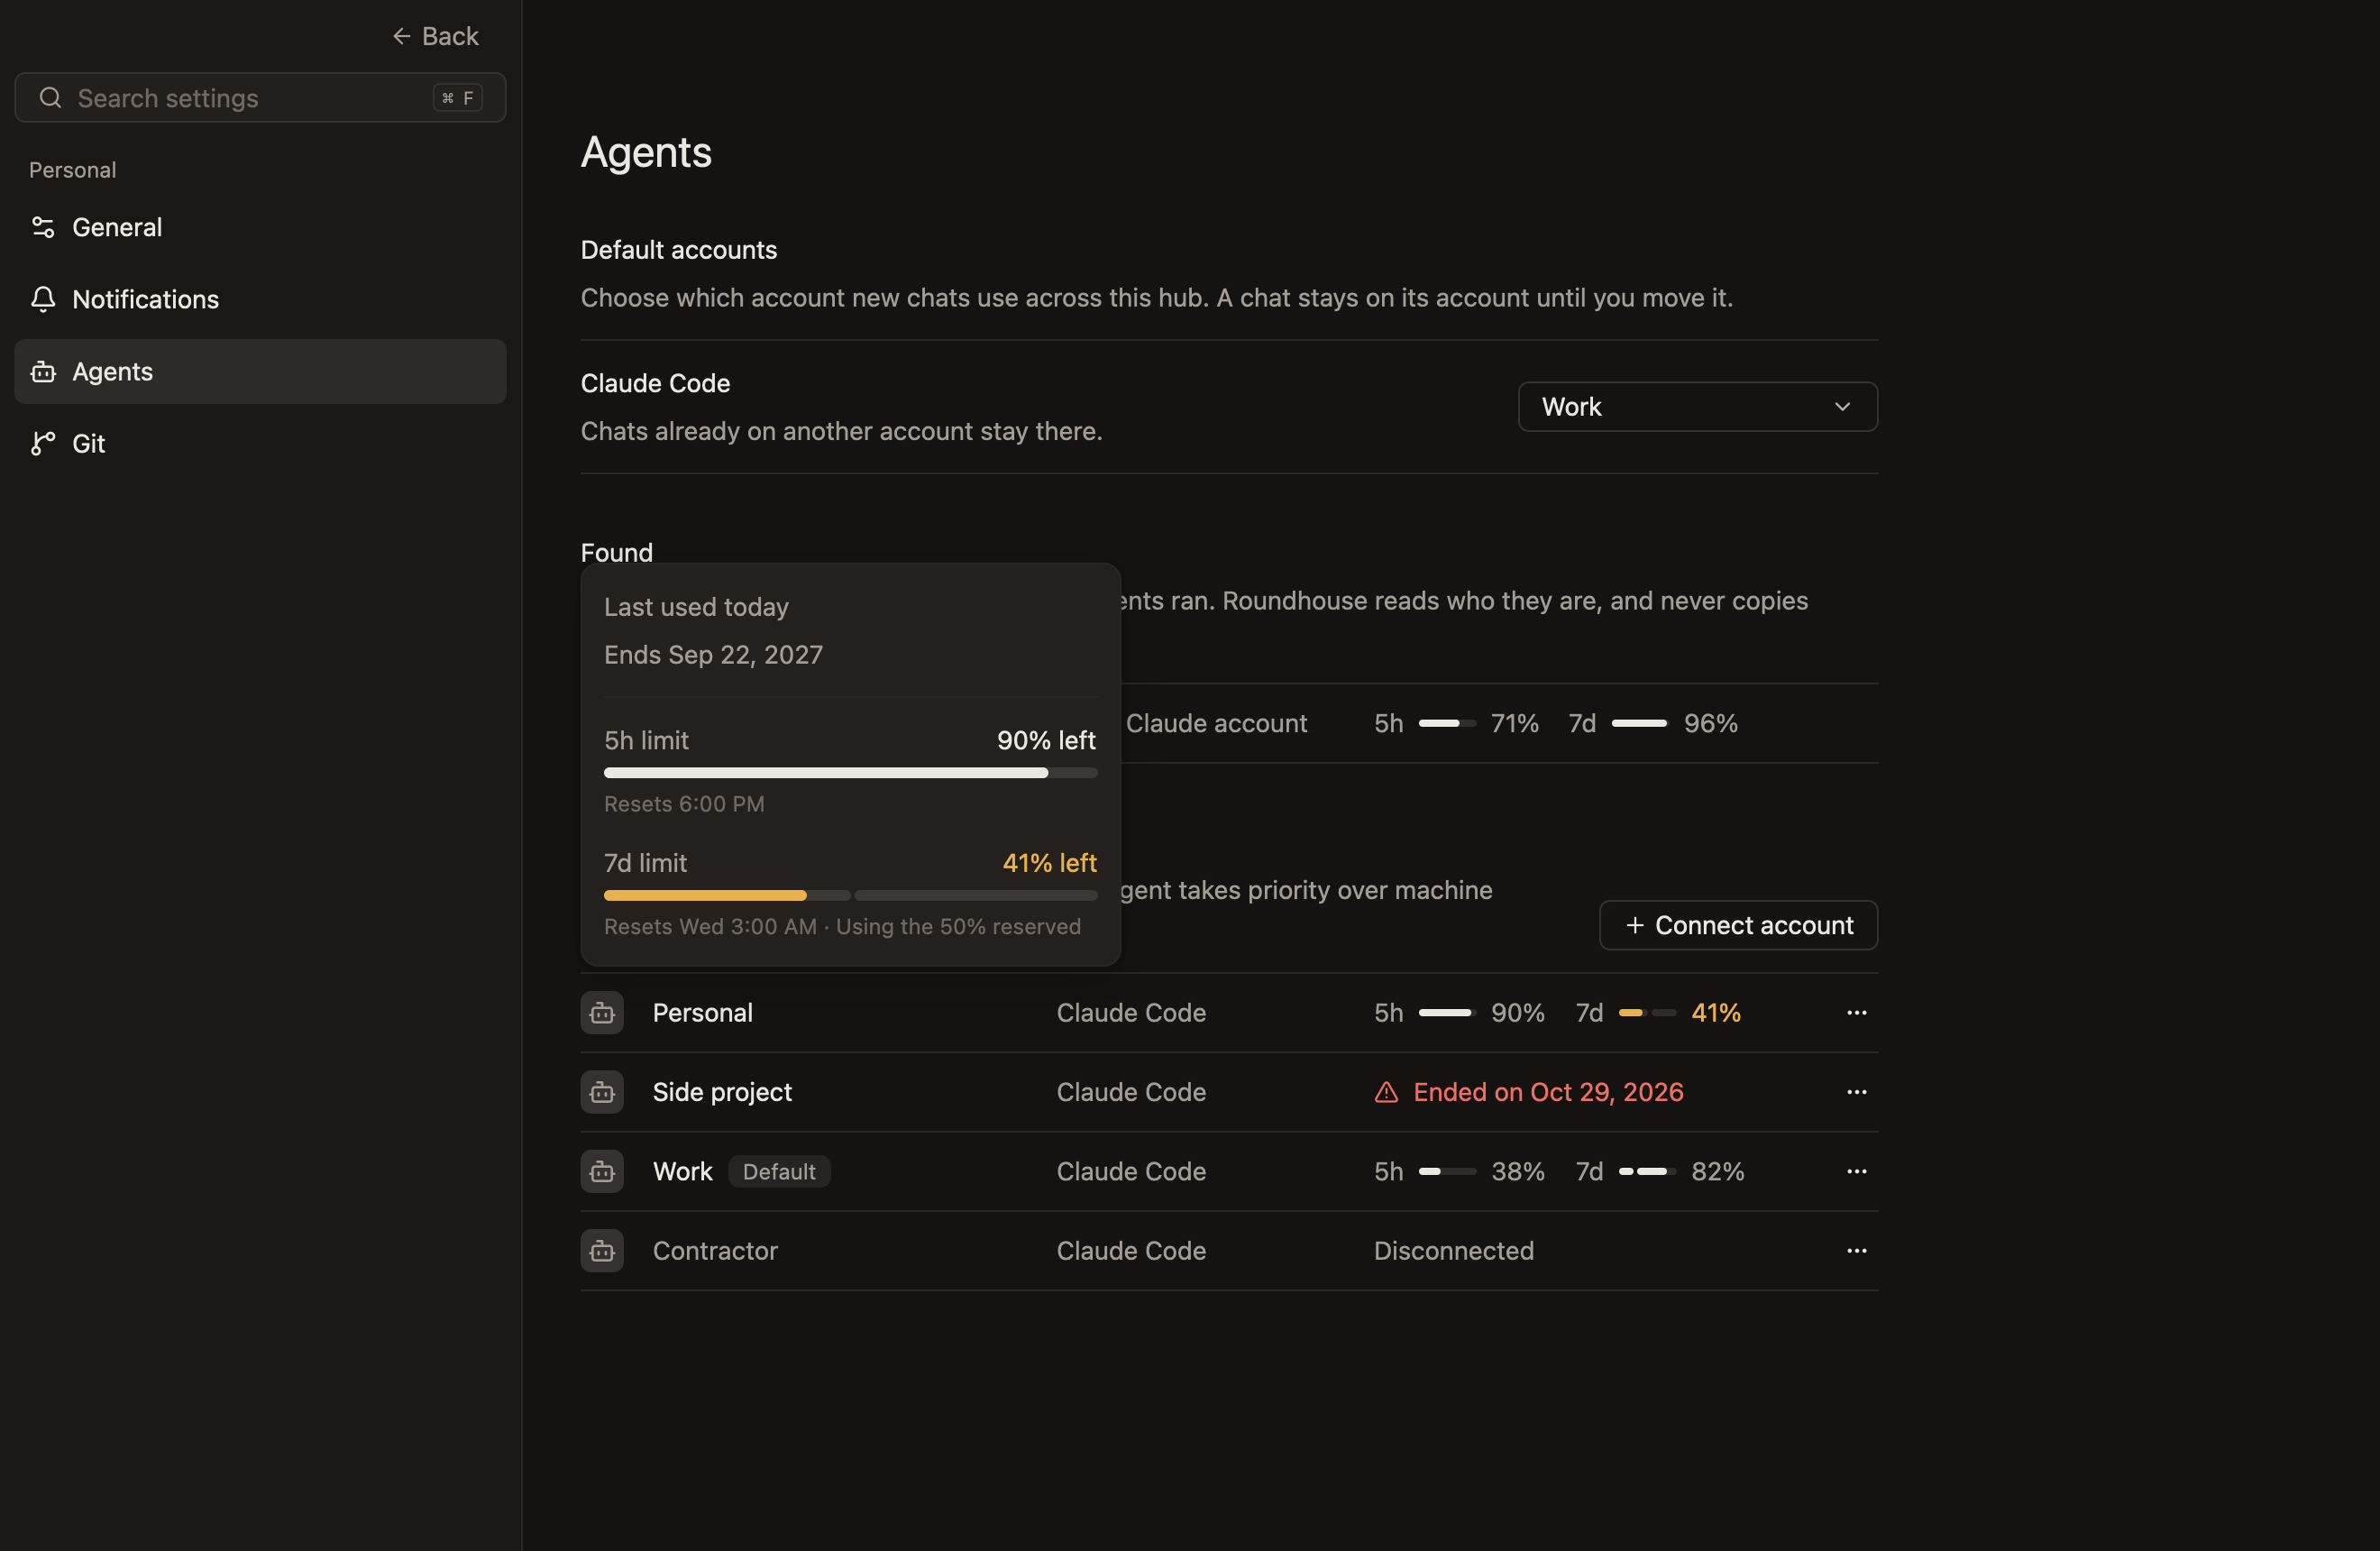 Back
Search settings
⌘ F
Personal
General
Notifications
Agents
Git
Agents
Default accounts
Choose which account new chats use across this hub. A chat stays on its account until you move it.
Claude Code
Chats already on another account stay there.
Work
Found
ran. Roundhouse reads who they are, and never copies
Last used today
Ends Sep 22, 2027
5h limit 90% left
Resets 6:00 PM
7d limit 41% left
Resets Wed 3:00 AM · Using the 50% reserved
Claude account 5h 71% 7d 96%
takes priority over machine
+ Connect account
Personal Claude Code 5h 90% 7d 41% ...
Side project Claude Code Ended on Oct 29, 2026 ...
Work Default Claude Code 5h 38% 7d 82% ...
Contractor Claude Code Disconnected ...